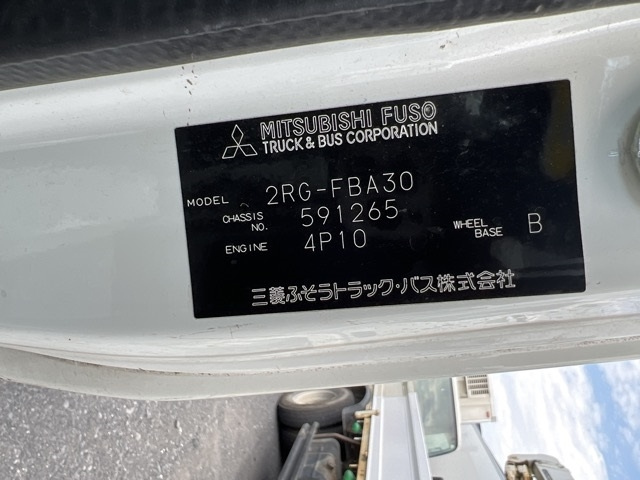 MITSUBISHI FUSO
TRUCK & BUS CORPORATION
MODEL 2RG-FBA30
CHASSIS NO. 591265
ENGINE 4P10 WHEEL BASE B
三菱ふそうトラック・バス株式会社